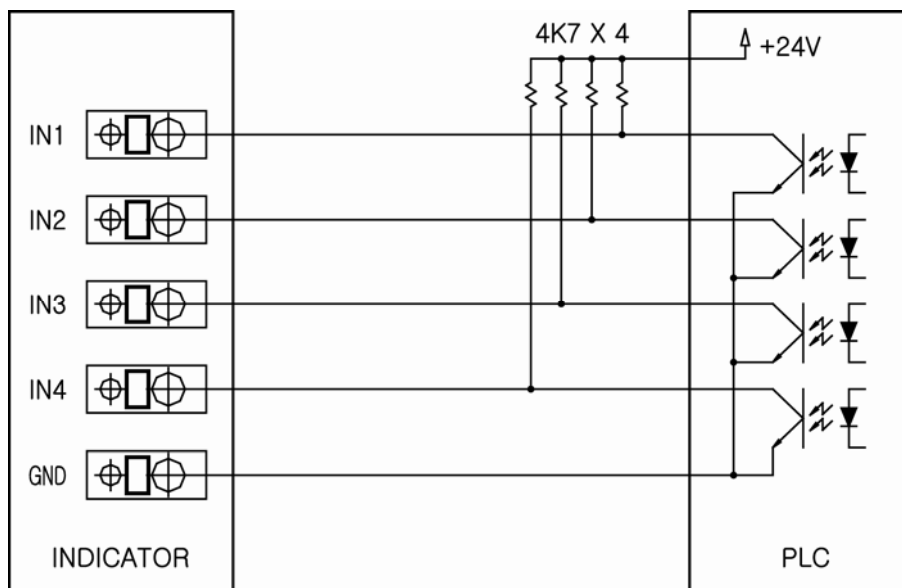 4K7 X 4
+24V
IN1
IN2
IN3
IN4
GND
INDICATOR
PLC